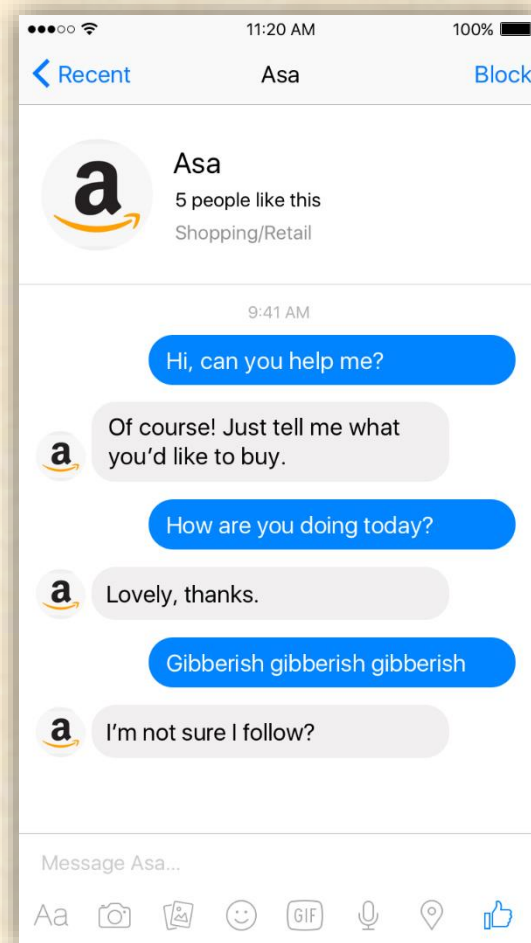 11:20 AM
100%
Recent
Asa
Block
a
Asa
5 people like this
Shopping/Retail
9:41 AM
Hi, can you help me?
Of course! Just tell me what
you'd like to buy.
a
How are you doing today?
a
Lovely, thanks.
Gibberish gibberish gibberish
a
I'm not sure I follow?
Message Asa...
Aa
GIF